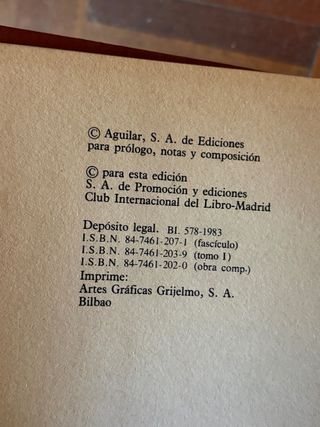 © Aguilar, S. A. de Ediciones
para prólogo, notas y composición
© para esta edición
S. A. de Promoción y ediciones
Club Internacional del Libro-Madrid
Depósito legal. BI. 578-1983
I.S.B.N. 84-7461-207-1 (fascículo)
I.S.B.N. 84-7461-203-9 (tomo I)
I.S.B.N. 84-7461-202-0 (obra comp.)
Imprime:
Artes Gráficas Grijelmo, S. A.
Bilbao